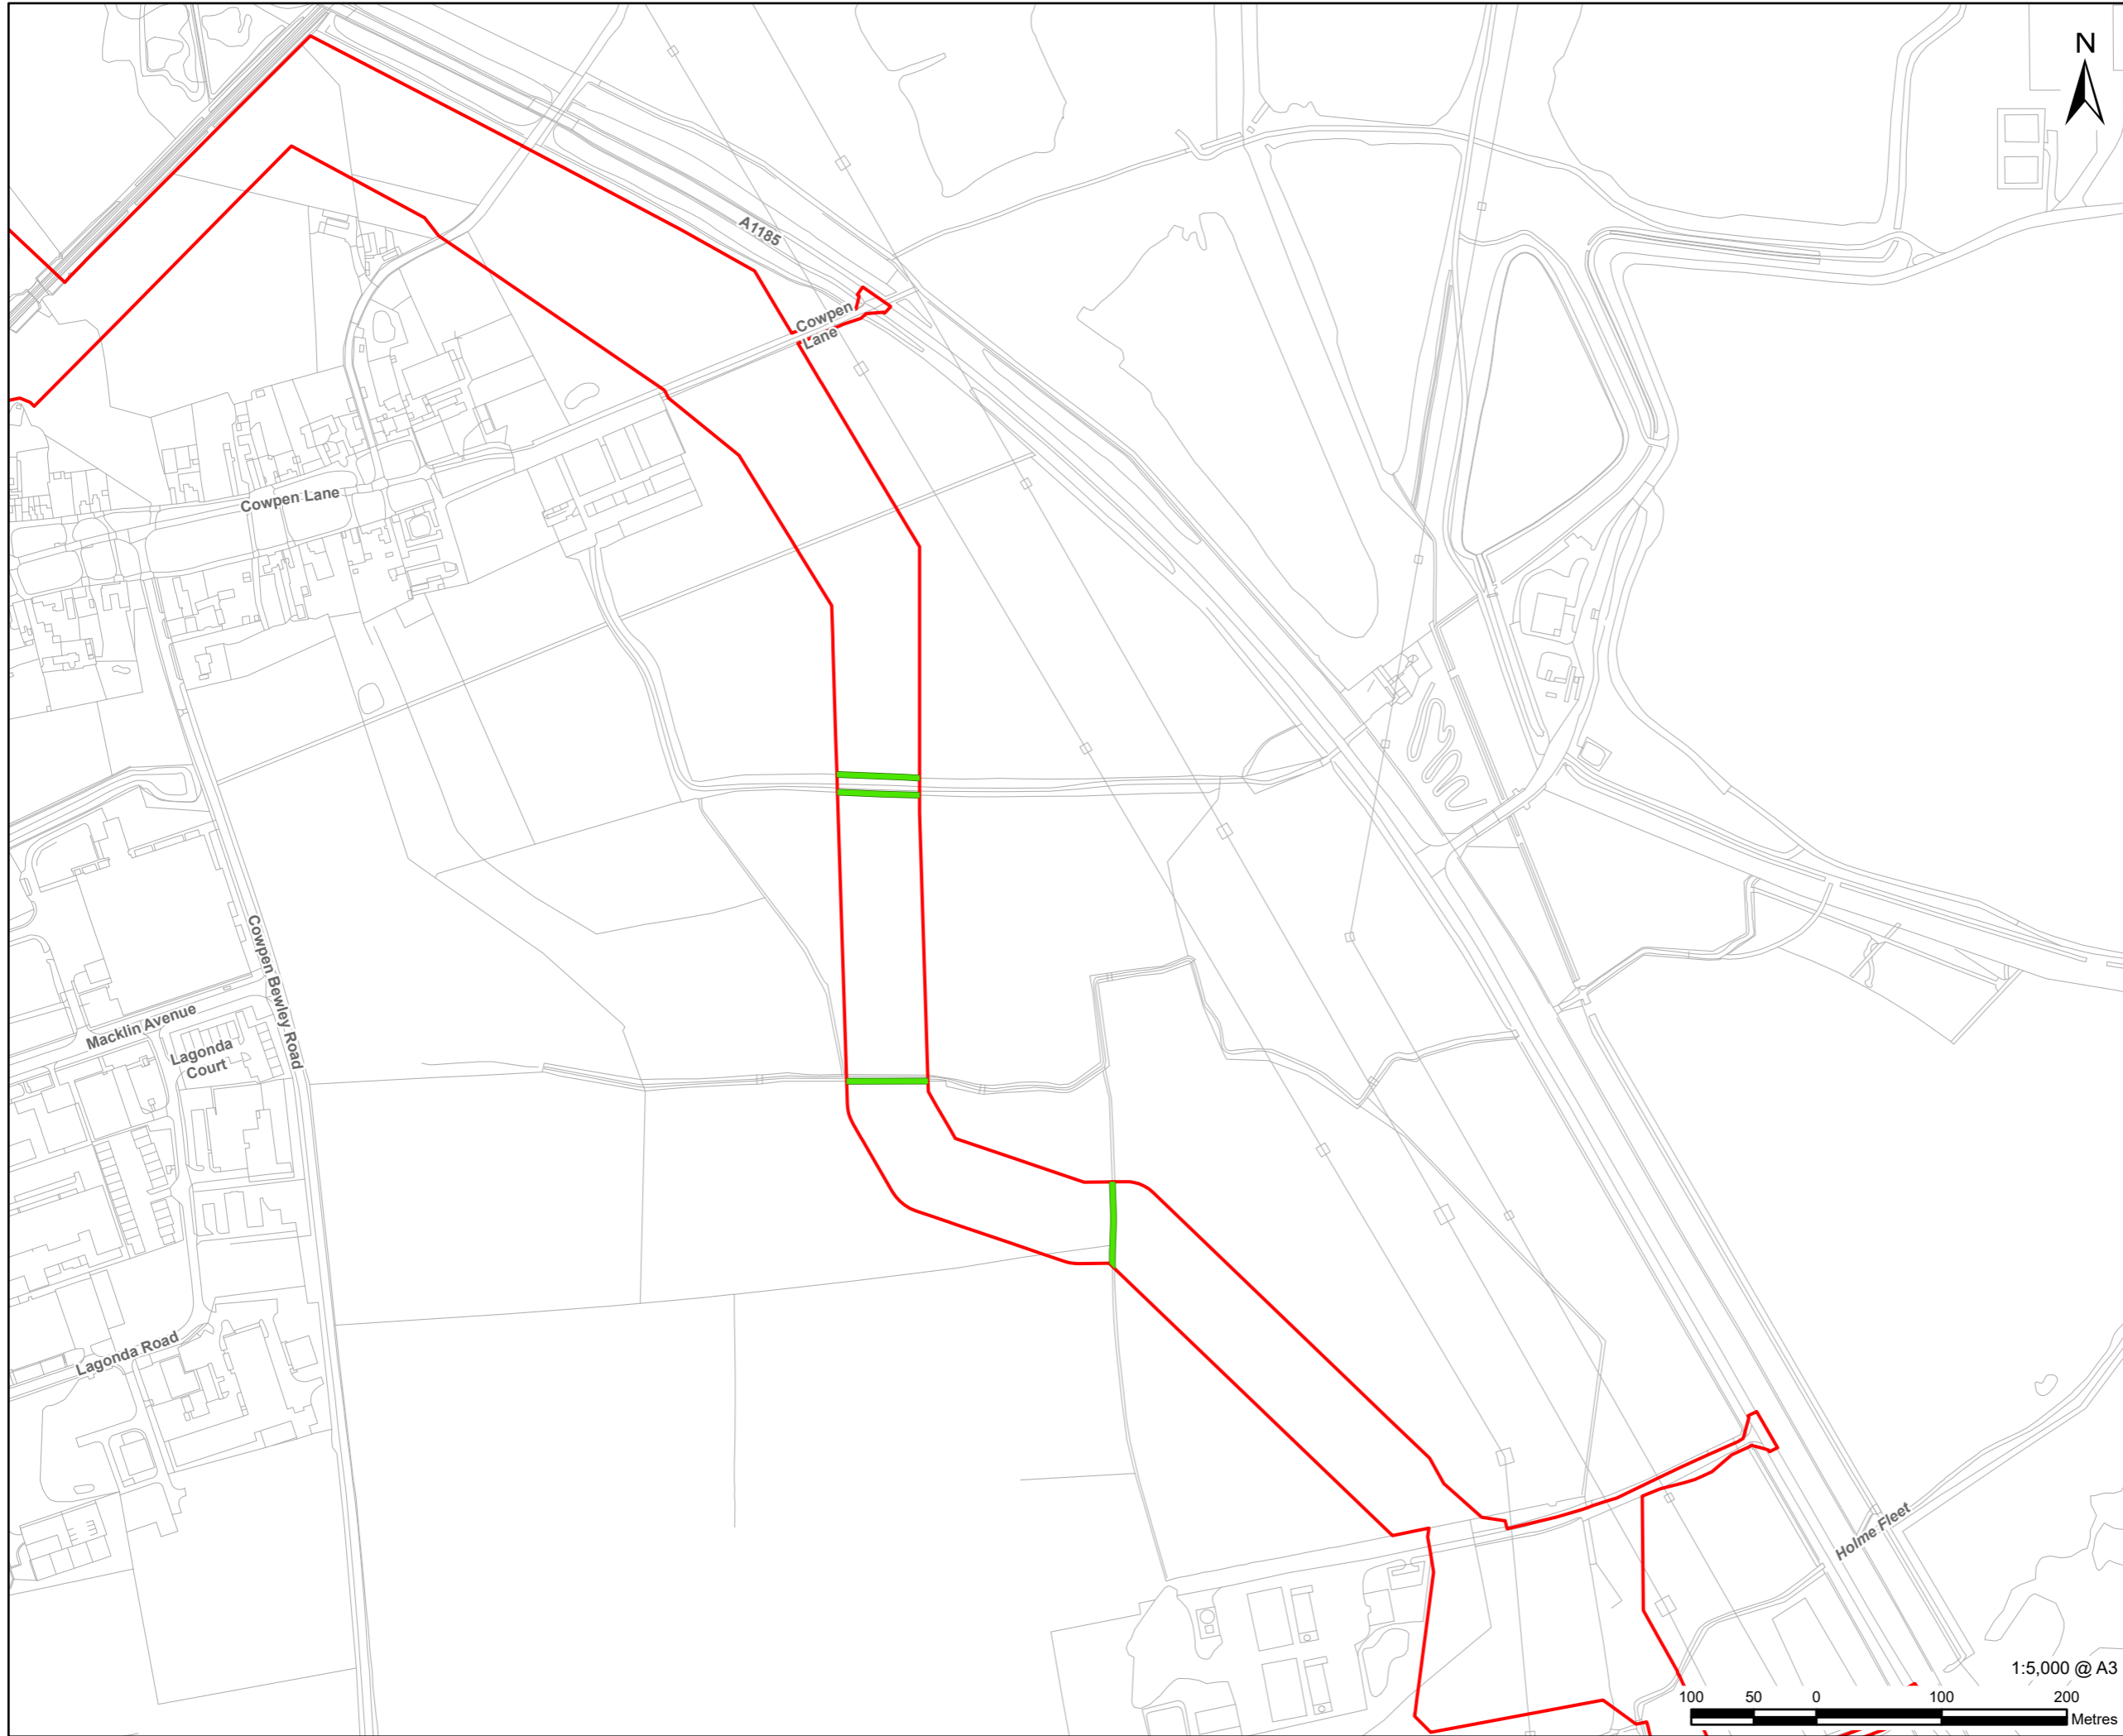 N
A1185
Cowpen
Lane
Cowpen Lane
Cowpen Bewley Road
Macklin Avenue
Lagonda
Court
Lagonda Road
Holme Fleet
1:5,000 @ A3
100 50 0 100 200
Metres